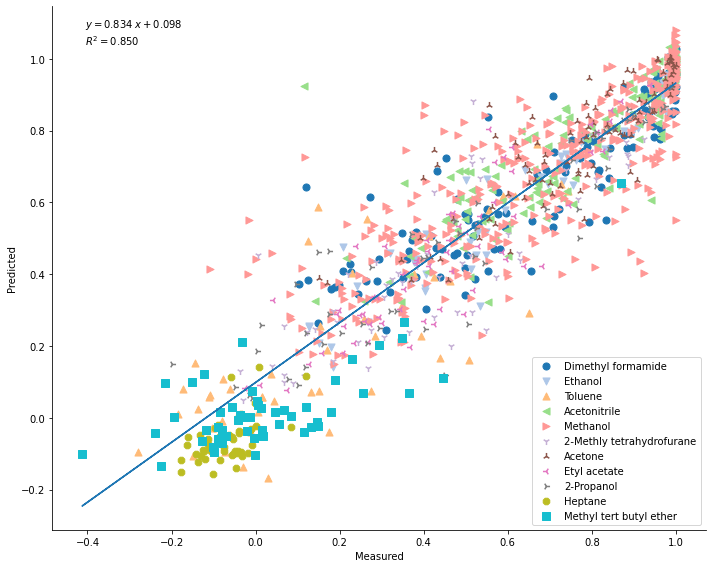 y = 0.834 x + 0.098
R² = 0.850
1.0
0.8
0.6
0.4
0.2
0.0
−0.2
Predicted
−0.4
−0.2
0.0
0.2
0.4
0.6
0.8
1.0
Measured
Dimethyl formamide
Ethanol
Toluene
Acetonitrile
Methanol
2-Methly tetrahydrofurane
Acetone
Etyl acetate
2-Propanol
Heptane
Methyl tert butyl ether